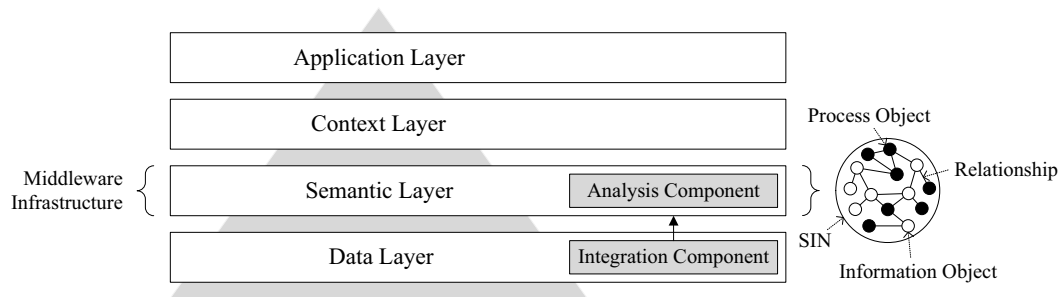 Application Layer
Context Layer
Process Object
Middleware
Infrastructure
Semantic Layer
Analysis Component
Relationship
SIN
Data Layer
Integration Component
Information Object